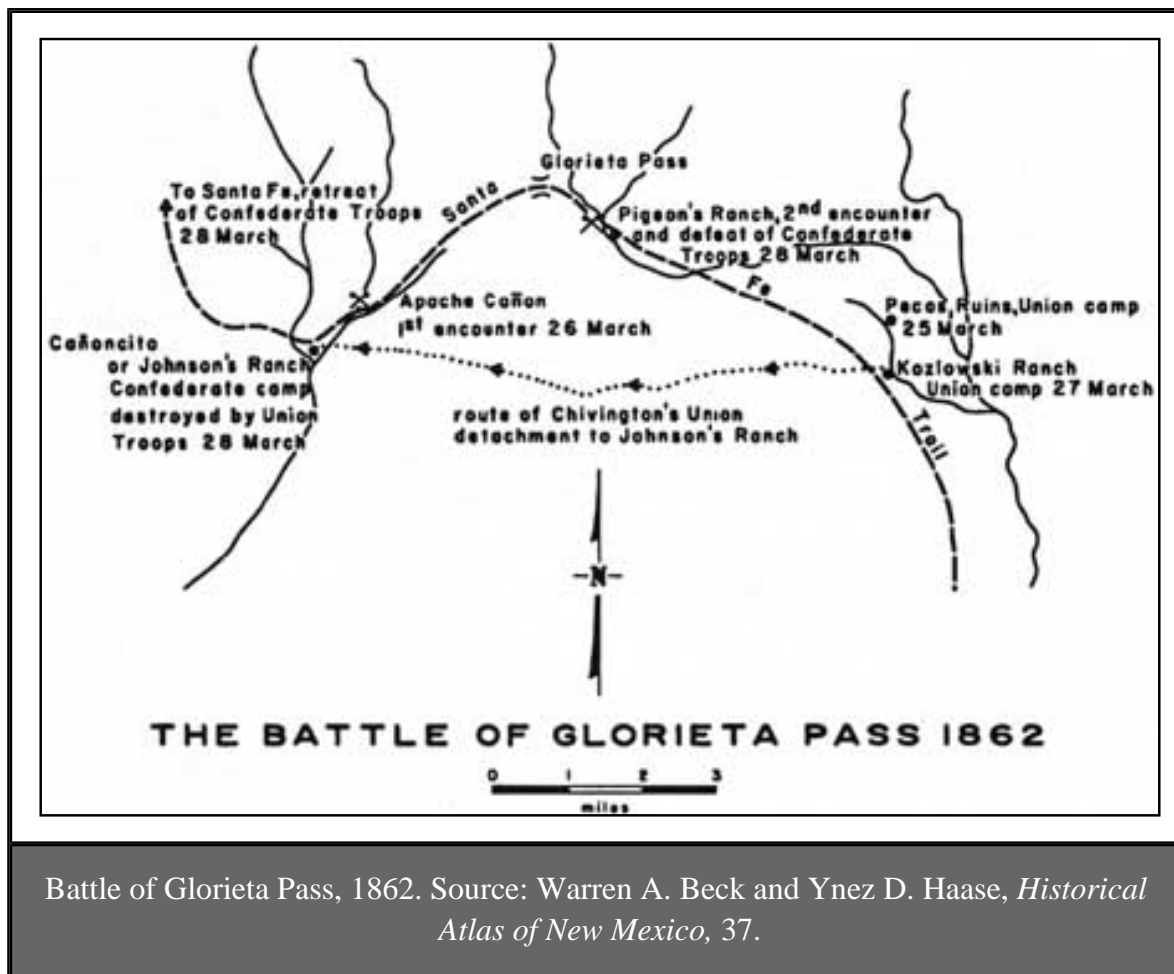 Glorieta Pass
To Santa Fe, retreat
of Confederate Troops
28 March
Santa
Pigeon's Ranch, 2nd encounter
and defeat of Confederate
Troops 28 March
Fe
Apache Cañon
1st encounter 26 March
Pecos, Ruins, Union camp
25 March
Cañoncita
or Johnson's Ranch
Confederate camp
destroyed by Union
Troops 28 March
Kozlowski Ranch
Union camp 27 March
route of Chivington's Union
detachment to Johnson's Ranch
Trail
-N-
THE BATTLE OF GLORIETA PASS 1862
0 1 2 3
miles
Battle of Glorieta Pass, 1862. Source: Warren A. Beck and Ynez D. Haase, Historical
Atlas of New Mexico, 37.